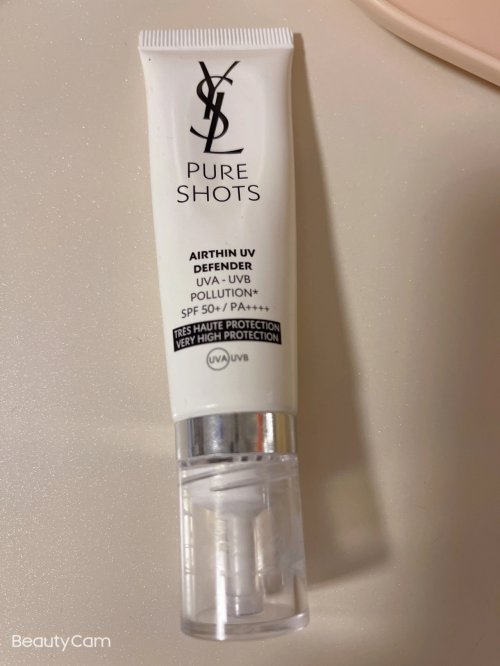 YSL
PURE
SHOTS
AIRTHIN UV
DEFENDER
UVA - UVB
POLLUTION*
SPF 50+/ PA++++
TRÈS HAUTE PROTECTION
VERY HIGH PROTECTION
UVA UVB
BeautyCam